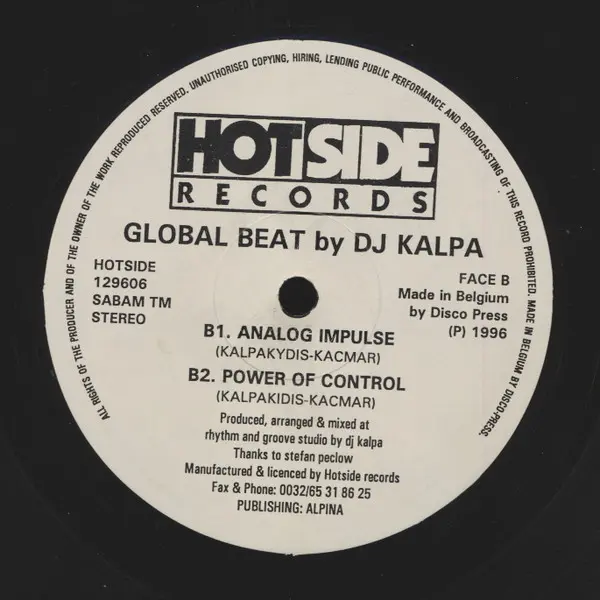 ALL RIGHTS OF THE PRODUCER AND OF THE OWNER OF THE WORK REPRODUCED RESERVED. UNAUTHORISED COPYING, HIRING, LENDING PUBLIC PERFORMANCE AND BROADCASTING OF THIS RECORD PROHIBITED. MADE IN BELGIUM BY DISCO-PRESS.
HOTSIDE
RECORDS
GLOBAL BEAT by DJ KALPA
HOTSIDE
129606
SABAM TM
STEREO
FACE B
Made in Belgium
by Disco Press
(P) 1996
B1. ANALOG IMPULSE
(KALPAKYDIS-KACMAR)
B2. POWER OF CONTROL
(KALPAKIDIS-KACMAR)
Produced, arranged & mixed at
rhythm and groove studio by dj kalpa
Thanks to stefan peclow
Manufactured & licenced by Hotside records
Fax & Phone: 0032/65 31 86 25
PUBLISHING: ALPINA